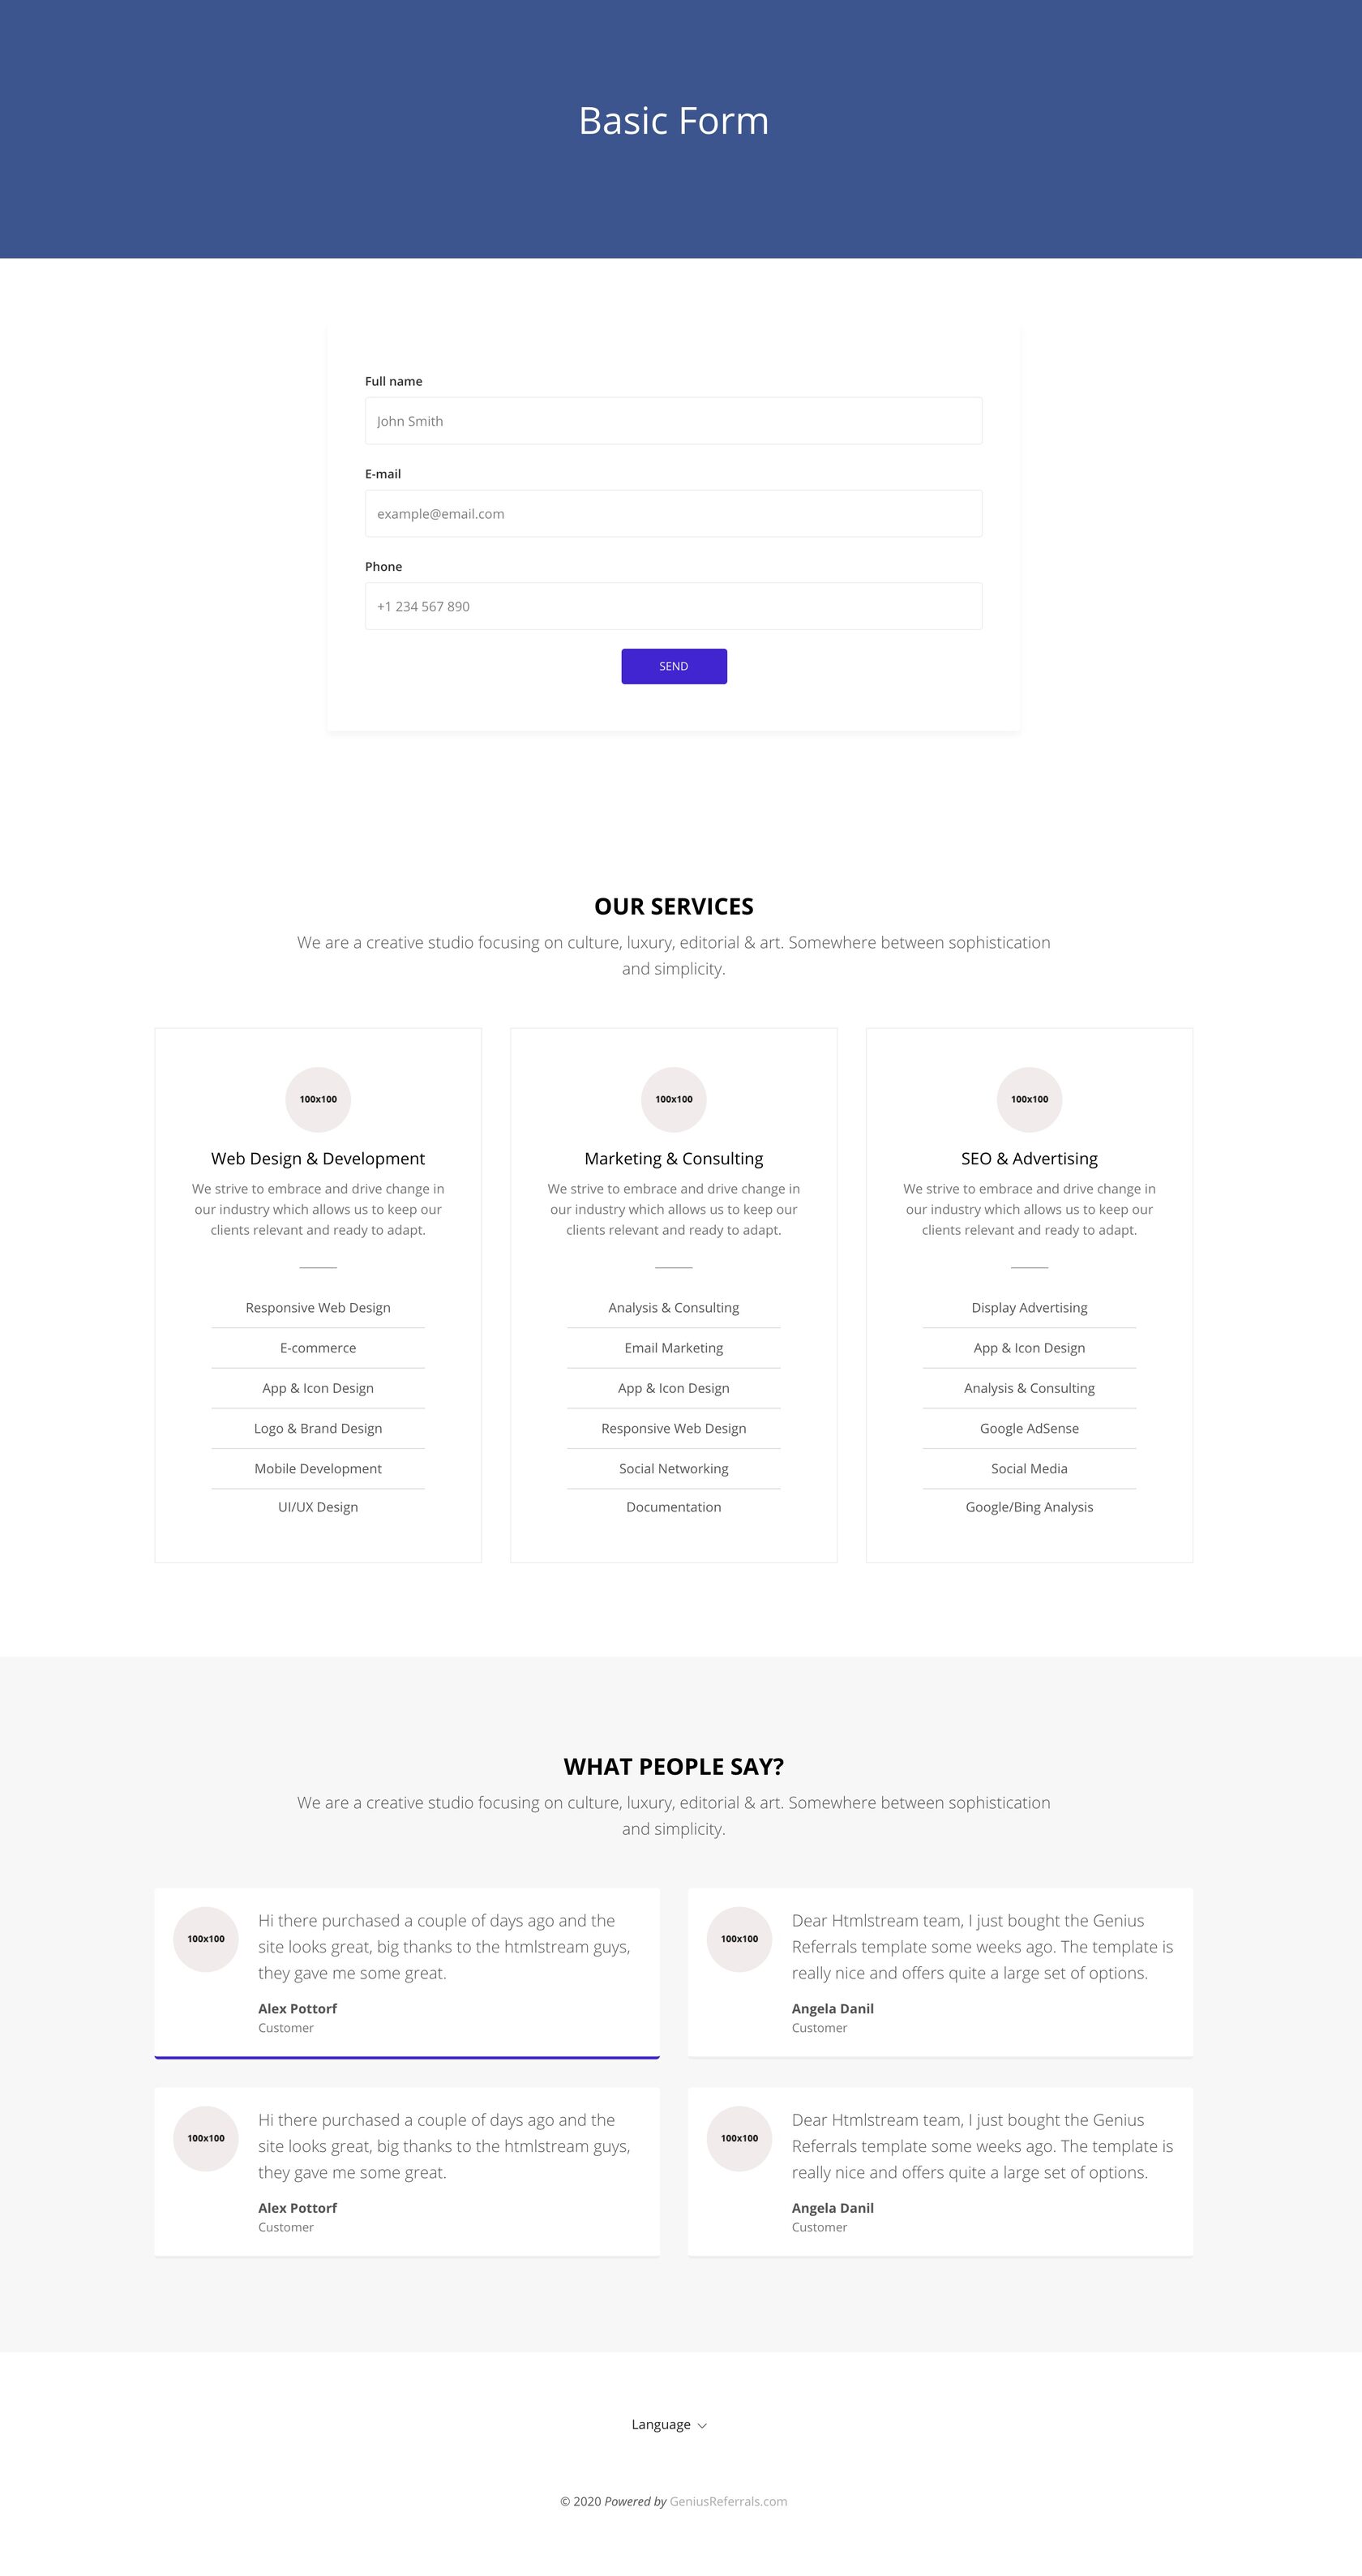 Basic Form
Full name
John Smith
E-mail
example@email.com
Phone
+1 234 567 890
SEND
OUR SERVICES
We are a creative studio focusing on culture, luxury, editorial & art. Somewhere between sophistication
and simplicity.
100x100
Web Design & Development
We strive to embrace and drive change in
our industry which allows us to keep our
clients relevant and ready to adapt.
Responsive Web Design
E-commerce
App & Icon Design
Logo & Brand Design
Mobile Development
UI/UX Design
100x100
Marketing & Consulting
We strive to embrace and drive change in
our industry which allows us to keep our
clients relevant and ready to adapt.
Analysis & Consulting
Email Marketing
App & Icon Design
Responsive Web Design
Social Networking
Documentation
100x100
SEO & Advertising
We strive to embrace and drive change in
our industry which allows us to keep our
clients relevant and ready to adapt.
Display Advertising
App & Icon Design
Analysis & Consulting
Google AdSense
Social Media
Google/Bing Analysis
WHAT PEOPLE SAY?
We are a creative studio focusing on culture, luxury, editorial & art. Somewhere between sophistication
and simplicity.
100x100
Hi there purchased a couple of days ago and the
site looks great, big thanks to the htmlstream guys,
they gave me some great.
Alex Pottorf
Customer
100x100
Dear Htmlstream team, I just bought the Genius
Referrals template some weeks ago. The template is
really nice and offers quite a large set of options.
Angela Danil
Customer
100x100
Hi there purchased a couple of days ago and the
site looks great, big thanks to the htmlstream guys,
they gave me some great.
Alex Pottorf
Customer
100x100
Dear Htmlstream team, I just bought the Genius
Referrals template some weeks ago. The template is
really nice and offers quite a large set of options.
Angela Danil
Customer
Language
© 2020 Powered by GeniusReferrals.com